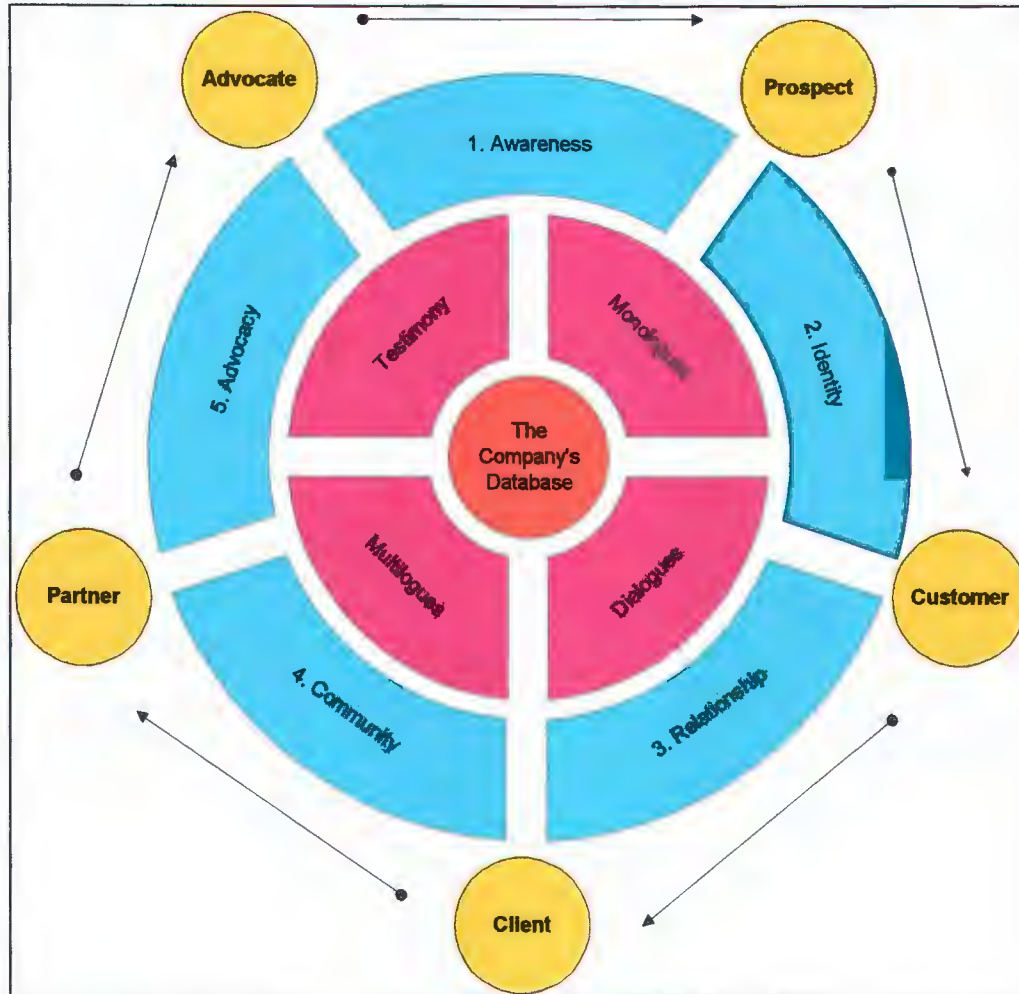 Advocate
Prospect
1. Awareness
Testimony
5. Advocacy
2. Identity
The
Company's
Database
Multilogues
Dialogues
Partner
Customer
4. Community
3. Relationship
Client